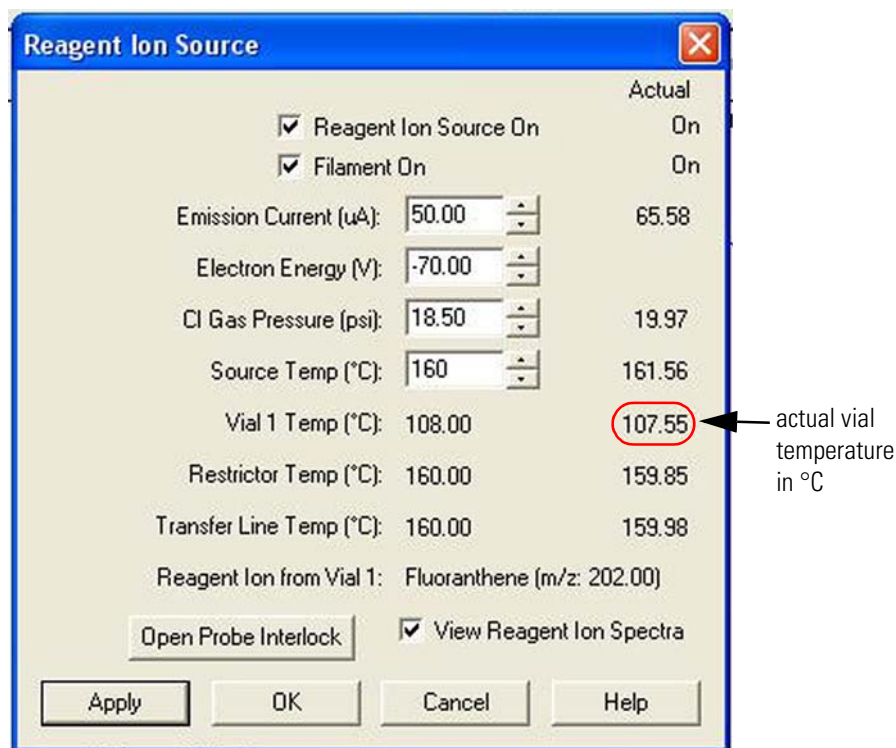 Reagent Ion Source
Actual
Reagent Ion Source On On
Filament On On
Emission Current (uA): 50.00 65.58
Electron Energy (V): -70.00
CI Gas Pressure (psi): 18.50 19.97
Source Temp (°C): 160 161.56
Vial 1 Temp (°C): 108.00 107.55
actual vial
temperature
in °C
Restrictor Temp (°C): 160.00 159.85
Transfer Line Temp (°C): 160.00 159.98
Reagent Ion from Vial 1: Fluoranthene (m/z: 202.00)
Open Probe Interlock View Reagent Ion Spectra
Apply OK Cancel Help